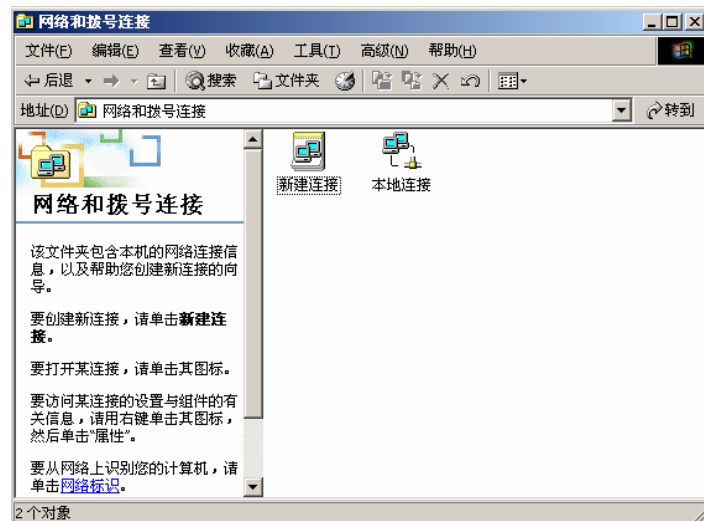 网络和拨号连接
文件(F) 编辑(E) 查看(V) 收藏(A) 工具(T) 高级(N) 帮助(H)
后退 搜索 文件夹
地址(D) 网络和拨号连接 转到
网络和拨号连接
该文件夹包含本机的网络连接信
息，以及帮助您创建新连接的向
导。
要创建新连接，请单击新建连
接。
要打开某连接，请单击其图标。
要访问某连接的设置与组件的有
关信息，请用右键单击其图标，
然后单击“属性”。
要从网络上识别您的计算机，请
单击网络标识。
新建连接
本地连接
2 个对象